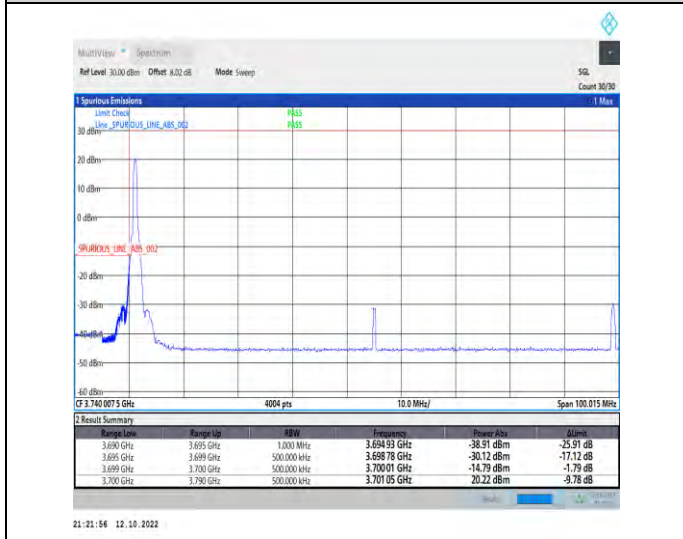 MultiView Spectrum
Ref Level 30.00 dBm Offset 8.02 dB Mode Sweep SGL
Count 30/30
1 Spurious Emissions 1 Max
Limit Check PASS
Line _SPURIOUS_LINE_ABS_002 PASS
30 dBm
20 dBm
10 dBm
0 dBm
SPURIOUS_LINE_ABS_002
-20 dBm
-30 dBm
-40 dBm
-50 dBm
-60 dBm
CF 3.740 007 5 GHz 4004 pts 10.0 MHz/ Span 100.015 MHz
2 Result Summary
Range Low Range Up RBW Frequency Power Abs ΔLimit
3.690 GHz 3.695 GHz 1.000 MHz 3.694 93 GHz -38.91 dBm -25.91 dB
3.695 GHz 3.699 GHz 500.000 kHz 3.698 78 GHz -30.12 dBm -17.12 dB
3.699 GHz 3.700 GHz 500.000 kHz 3.700 01 GHz -14.79 dBm -1.79 dB
3.700 GHz 3.790 GHz 500.000 kHz 3.701 05 GHz 20.22 dBm -9.78 dB
21:21:56 12.10.2022